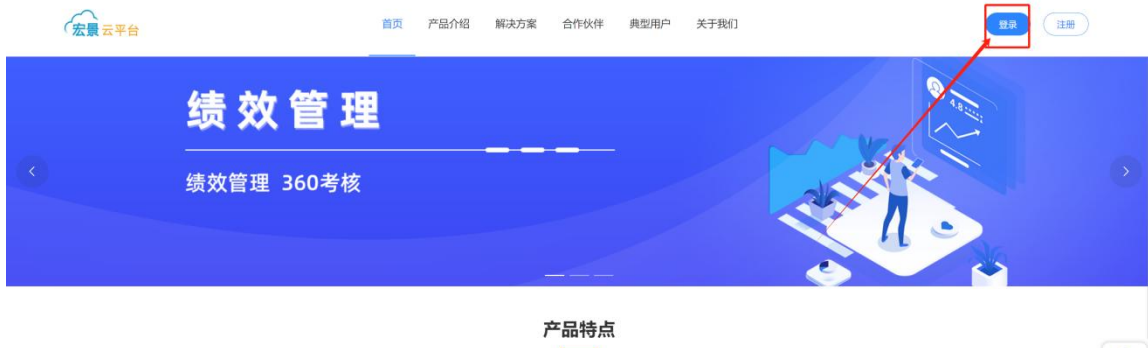 宏景云平台
首页 产品介绍 解决方案 合作伙伴 典型用户 关于我们 登录 注册
绩效管理
绩效管理 360考核
4.8
产品特点